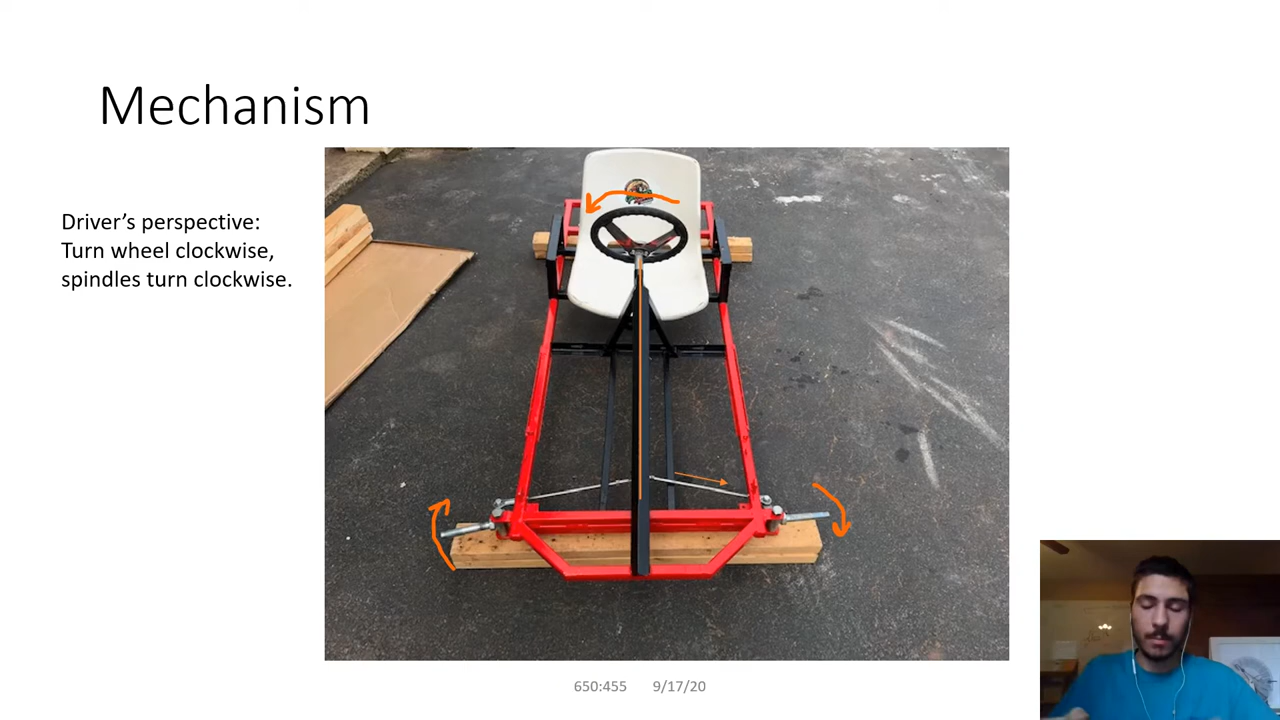 Mechanism
Driver’s perspective:
Turn wheel clockwise,
spindles turn clockwise.
650:455 9/17/20